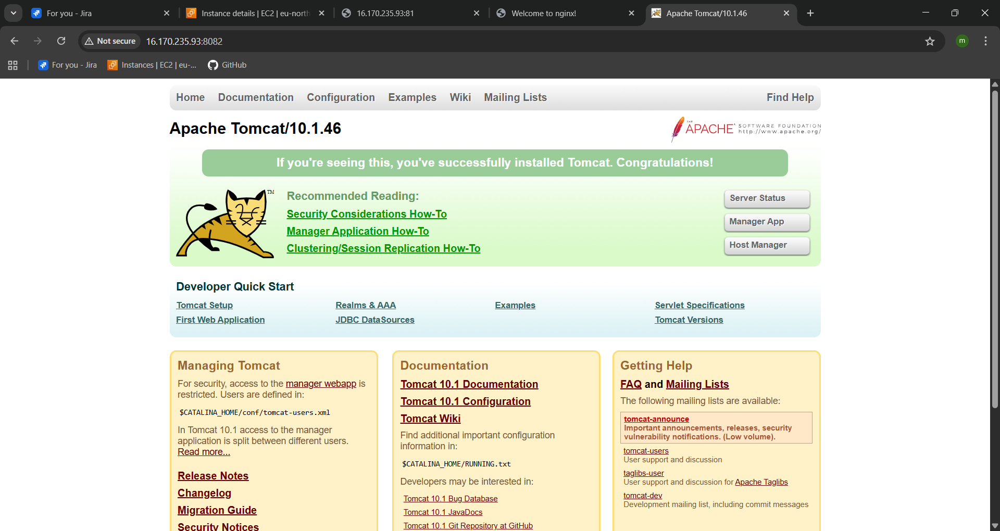 For you - Jira
Instance details | EC2 | eu-north
16.170.235.93:81
Welcome to nginx!
Apache Tomcat/10.1.46
Not secure
16.170.235.93:8082
m
For you - Jira
Instances | EC2 | eu-...
GitHub
Home
Documentation
Configuration
Examples
Wiki
Mailing Lists
Find Help
Apache Tomcat/10.1.46
THE
APACHE
SOFTWARE FOUNDATION
http://www.apache.org/
If you're seeing this, you've successfully installed Tomcat. Congratulations!
TM
Recommended Reading:
Security Considerations How-To
Manager Application How-To
Clustering/Session Replication How-To
Server Status
Manager App
Host Manager
Developer Quick Start
Tomcat Setup
First Web Application
Realms & AAA
JDBC DataSources
Examples
Servlet Specifications
Tomcat Versions
Managing Tomcat
For security, access to the manager webapp is
restricted. Users are defined in:
$CATALINA_HOME/conf/tomcat-users.xml
In Tomcat 10.1 access to the manager
application is split between different users.
Read more...
Release Notes
Changelog
Migration Guide
Security Notices
Documentation
Tomcat 10.1 Documentation
Tomcat 10.1 Configuration
Tomcat Wiki
Find additional important configuration
information in:
$CATALINA_HOME/RUNNING.txt
Developers may be interested in:
Tomcat 10.1 Bug Database
Tomcat 10.1 JavaDocs
Tomcat 10.1 Git Repository at GitHub
Getting Help
FAQ and Mailing Lists
The following mailing lists are available:
tomcat-announce
Important announcements, releases, security
vulnerability notifications. (Low volume).
tomcat-users
User support and discussion
taglibs-user
User support and discussion for Apache Taglibs
tomcat-dev
Development mailing list, including commit messages